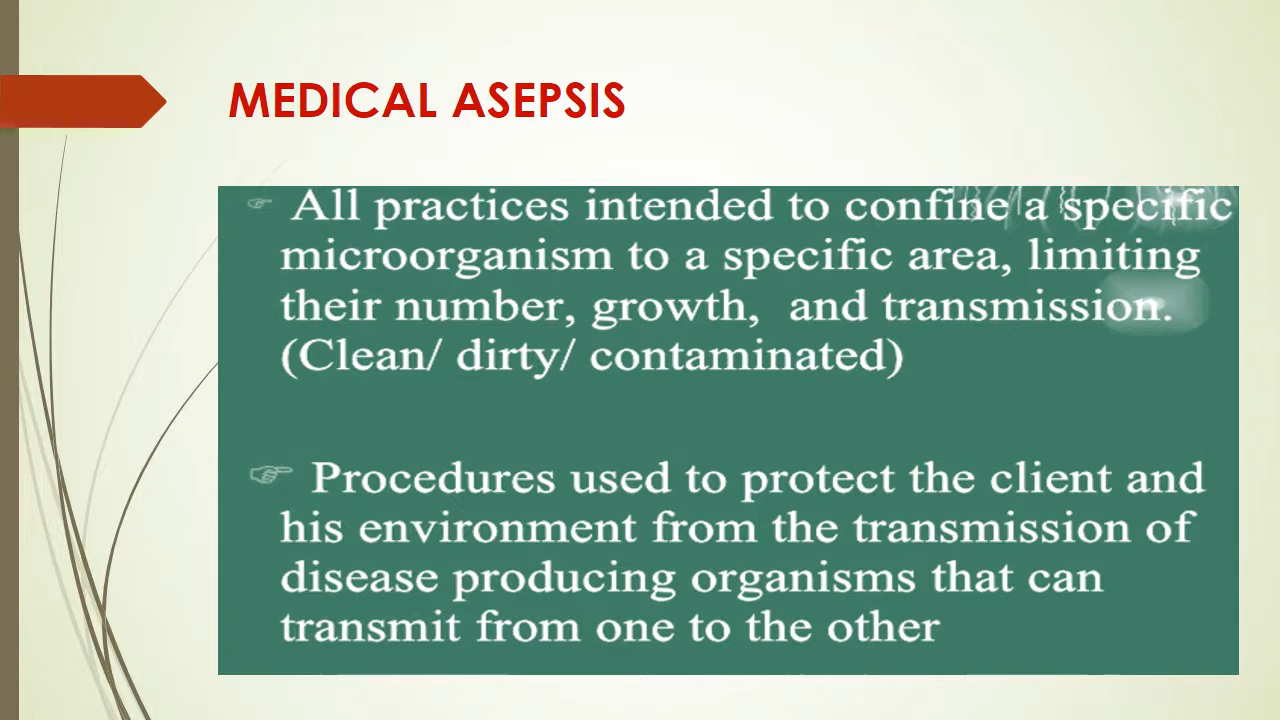 MEDICAL ASEPSIS
☞ All practices intended to confine a specific
microorganism to a specific area, limiting
their number, growth, and transmission.
(Clean/ dirty/ contaminated)
☞ Procedures used to protect the client and
his environment from the transmission of
disease producing organisms that can
transmit from one to the other